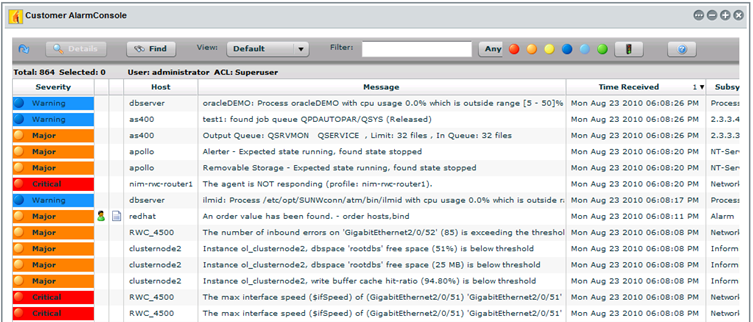 Customer AlarmConsole
Details Find View: Default Filter: Any ?
Total: 864 Selected: 0 User: administrator ACL: Superuser
Severity Host Message Time Received 1 Subsy
Warning dbserver oracleDEMO: Process oracleDEMO with cpu usage 0.0% which is outside range [5 - 50]% Mon Aug 23 2010 06:08:26 PM Process
Warning as400 test1: found job queue QPDAUTOPAR/QSYS (Released) Mon Aug 23 2010 06:08:26 PM 2.3.3.4
Major as400 Output Queue: QSRVMON QSERVICE , Limit: 32 files , In Queue: 32 files Mon Aug 23 2010 06:08:26 PM 2.3.4.
Major apollo Alerter - Expected state running, found state stopped Mon Aug 23 2010 06:08:20 PM NT-Ser
Major apollo Removable Storage - Expected state running, found state stopped Mon Aug 23 2010 06:08:20 PM NT-Ser
Critical nim-rwc-router1 The agent is NOT responding (profile: nim-rwc-router1). Mon Aug 23 2010 06:08:20 PM Network
Warning dbserver ilmid: Process /etc/opt/SUNWconn/atm/bin/ilmid with cpu usage 0.0% which is outside ra Mon Aug 23 2010 06:08:17 PM Process
Major redhat An order value has been found. - order hosts,bind Mon Aug 23 2010 06:08:11 PM Alarm
Major RWC_4500 The number of inbound errors on 'GigabitEthernet2/0/52' (85) is exceeding the threshol Mon Aug 23 2010 06:08:08 PM Network
Major clusternode2 Instance ol_clusternode2, dbspace 'rootdbs' free space (51%) is below threshold Mon Aug 23 2010 06:08:08 PM Inform
Major clusternode2 Instance ol_clusternode2, dbspace 'rootdbs' free space (25 MB) is below threshold Mon Aug 23 2010 06:08:08 PM Inform
Major clusternode2 Instance ol_clusternode2, write buffer cache hit-ratio (94.80%) is below threshold Mon Aug 23 2010 06:08:08 PM Inform
Critical RWC_4500 The max interface speed ($ifSpeed) of (GigabitEthernet2/0/51) 'GigabitEthernet2/0/51' Mon Aug 23 2010 06:08:08 PM Network
Critical RWC_4500 The max interface speed ($ifSpeed) of (GigabitEthernet2/0/51) 'GigabitEthernet2/0/51' Mon Aug 23 2010 06:08:08 PM Network